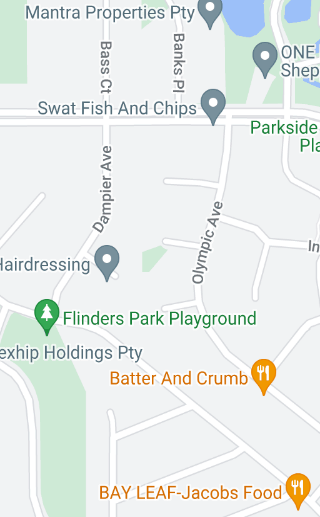 Mantra Properties Pty
Bass Ct
Banks Pl
ONE
Shep
Swat Fish And Chips
Parkside
Pla
Dampier Ave
Olympic Ave
In
Hairdressing
Flinders Park Playground
exhip Holdings Pty
Batter And Crumb
BAY LEAF-Jacobs Food